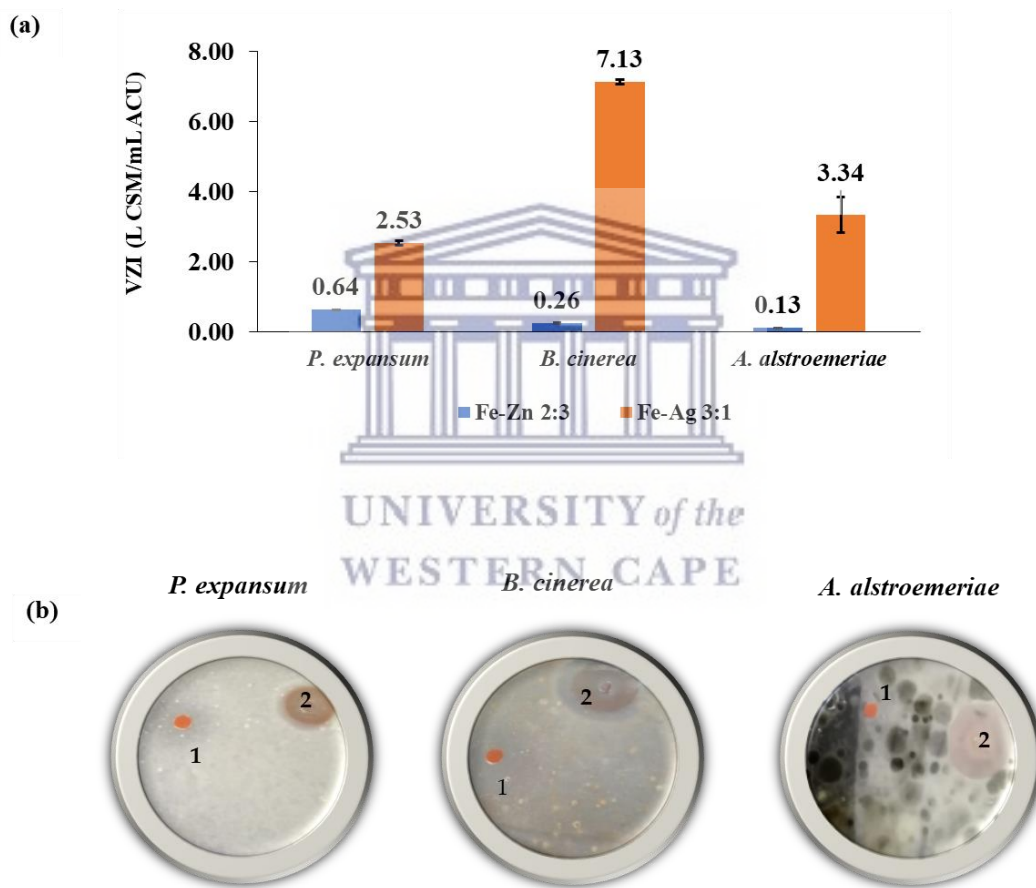 (a)
VZI (L CSM/mL ACU)
8.00
6.00
4.00
2.00
0.00
0.64
2.53
0.26
7.13
0.13
3.34
P. expansum
B. cinerea
A. alstroemeriae
Fe-Zn 2:3
Fe-Ag 3:1
UNIVERSITY of the
WESTERN CAPE
(b)
P. expansum
B. cinerea
A. alstroemeriae
1
2
1
2
1
2